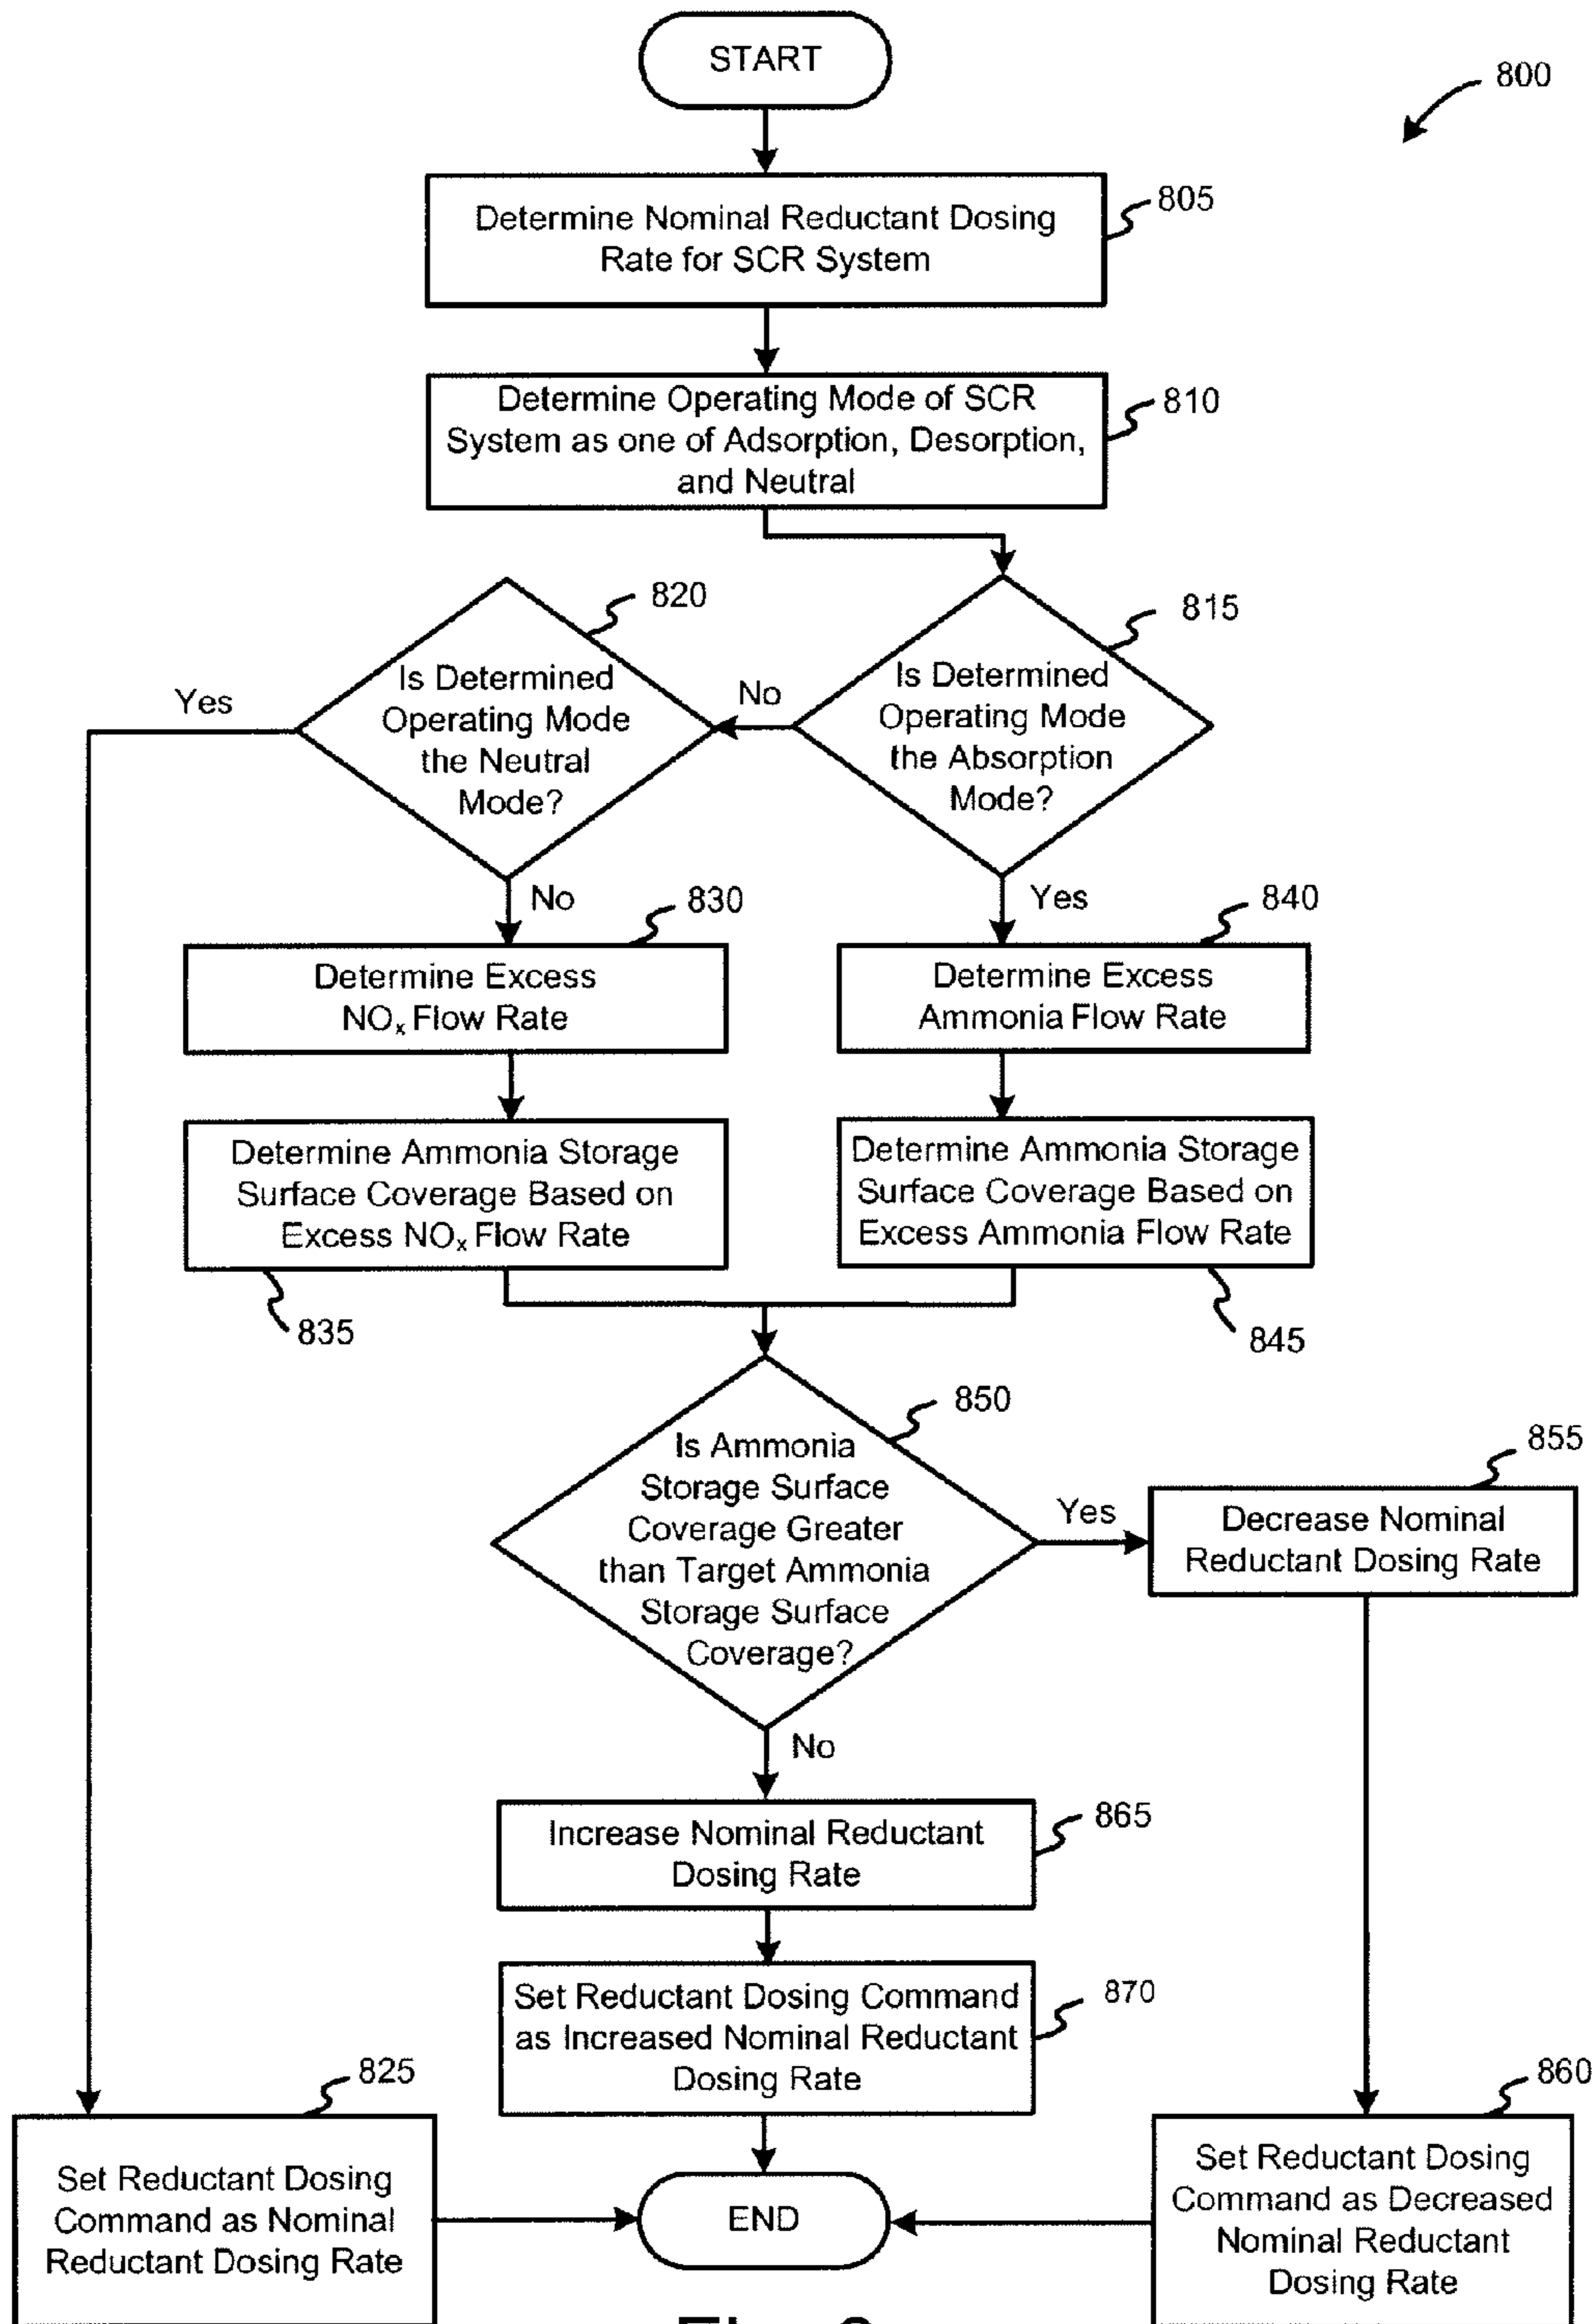 START
800
Determine Nominal Reductant Dosing
Rate for SCR System
805
Determine Operating Mode of SCR
System as one of Adsorption, Desorption,
and Neutral
810
820
Is Determined
Operating Mode
the Neutral
Mode?
Yes
No
815
Is Determined
Operating Mode
the Absorption
Mode?
No
830
Yes
840
Determine Excess
NOx Flow Rate
Determine Excess
Ammonia Flow Rate
Determine Ammonia Storage
Surface Coverage Based on
Excess NOx Flow Rate
835
Determine Ammonia Storage
Surface Coverage Based on
Excess Ammonia Flow Rate
845
850
Is Ammonia
Storage Surface
Coverage Greater
than Target Ammonia
Storage Surface
Coverage?
Yes
855
Decrease Nominal
Reductant Dosing Rate
No
Increase Nominal Reductant
Dosing Rate
865
Set Reductant Dosing Command
as Increased Nominal Reductant
Dosing Rate
870
825
Set Reductant Dosing
Command as Nominal
Reductant Dosing Rate
END
860
Set Reductant Dosing
Command as Decreased
Nominal Reductant
Dosing Rate